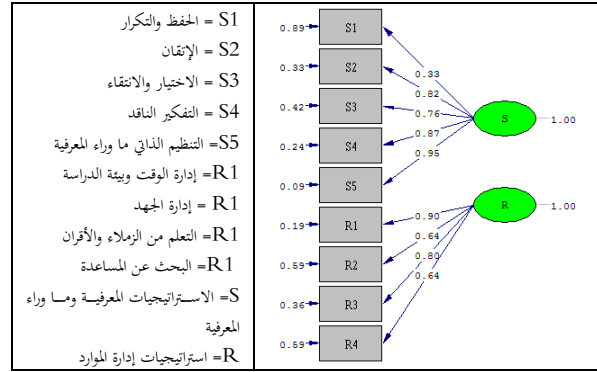 S1 = الحفظ والتكرار
S2 = الإتقان
S3 = الاختيار والانتقاء
S4 = التفكير الناقد
S5= التنظيم الذاتي ما وراء المعرفية
R1= إدارة الوقت وبيئة الدراسة
R1 = إدارة الجهد
R1= التعلم من الزملاء والأقران
R1= البحث عن المساعدة
S= الاستراتيجيات المعرفية وما وراء
المعرفية
R= استراتيجيات إدارة الموارد
0.89 S1
0.33 S2
0.42 S3
0.24 S4
0.09 S5
0.19 R1
0.59 R2
0.36 R3
0.59 R4
0.33
0.82
0.76
0.87
0.95
S 1.00
0.90
0.64
0.80
0.64
R 1.00